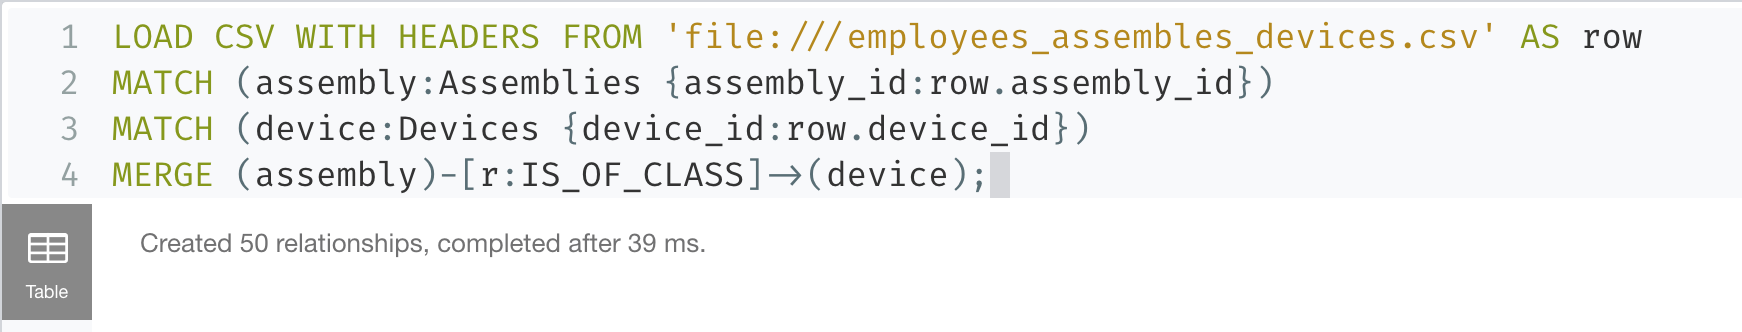 1 LOAD CSV WITH HEADERS FROM 'file:///employees_assembles_devices.csv' AS row
2 MATCH (assembly:Assemblies {assembly_id:row.assembly_id})
3 MATCH (device:Devices {device_id:row.device_id})
4 MERGE (assembly)-[r:IS_OF_CLASS]->(device);
Created 50 relationships, completed after 39 ms.
Table